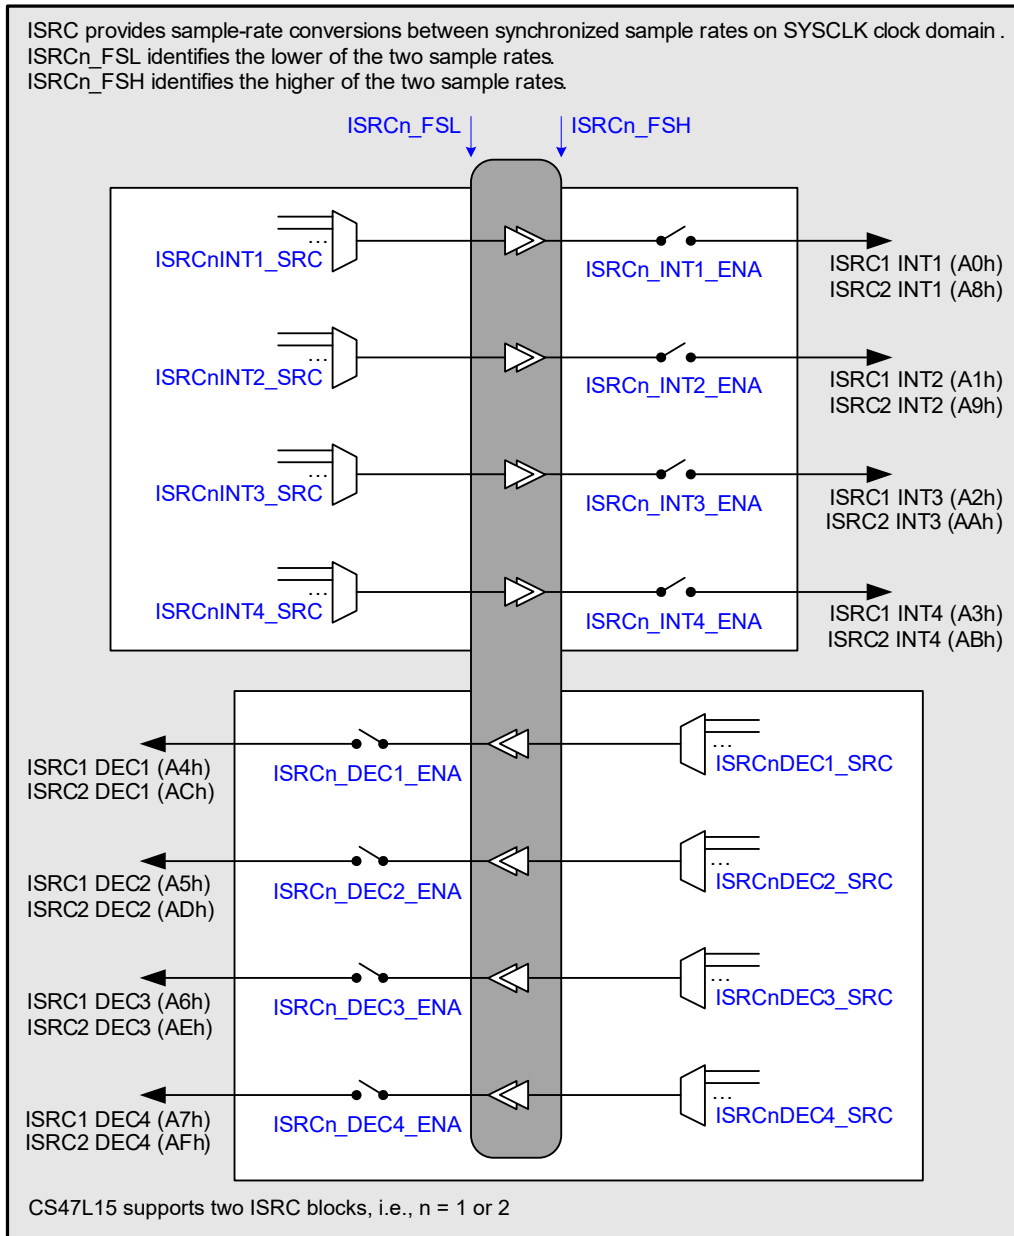 ISRC provides sample-rate conversions between synchronized sample rates on SYSCLK clock domain.
ISRCn_FSL identifies the lower of the two sample rates.
ISRCn_FSH identifies the higher of the two sample rates.
ISRCn_FSL
ISRCn_FSH
...
ISRCnINT1_SRC
ISRCn_INT1_ENA
ISRC1 INT1 (A0h)
ISRC2 INT1 (A8h)
...
ISRCnINT2_SRC
ISRCn_INT2_ENA
ISRC1 INT2 (A1h)
ISRC2 INT2 (A9h)
...
ISRCnINT3_SRC
ISRCn_INT3_ENA
ISRC1 INT3 (A2h)
ISRC2 INT3 (AAh)
...
ISRCnINT4_SRC
ISRCn_INT4_ENA
ISRC1 INT4 (A3h)
ISRC2 INT4 (ABh)
ISRC1 DEC1 (A4h)
ISRC2 DEC1 (ACh)
ISRCn_DEC1_ENA
...
ISRCnDEC1_SRC
ISRC1 DEC2 (A5h)
ISRC2 DEC2 (ADh)
ISRCn_DEC2_ENA
...
ISRCnDEC2_SRC
ISRC1 DEC3 (A6h)
ISRC2 DEC3 (AEh)
ISRCn_DEC3_ENA
...
ISRCnDEC3_SRC
ISRC1 DEC4 (A7h)
ISRC2 DEC4 (AFh)
ISRCn_DEC4_ENA
...
ISRCnDEC4_SRC
CS47L15 supports two ISRC blocks, i.e., n = 1 or 2